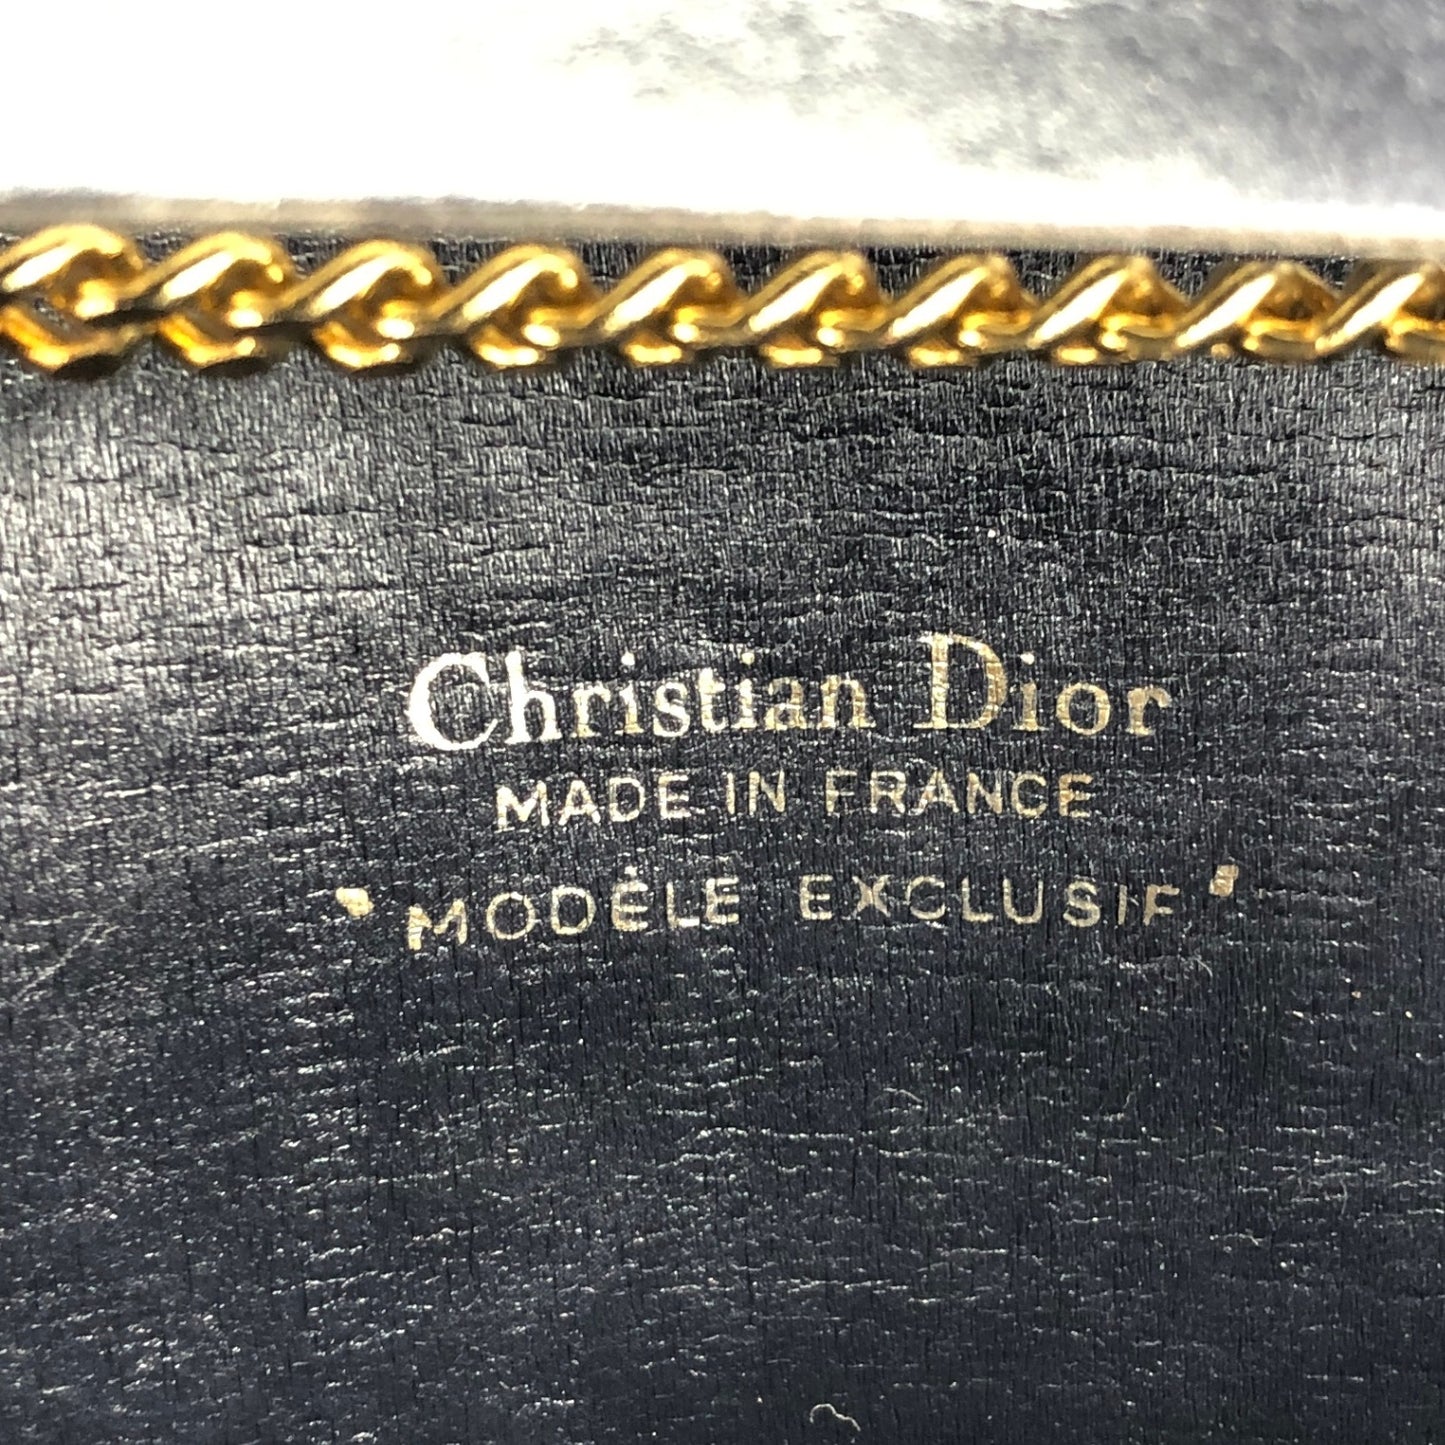 Christian Dior
MADE IN FRANCE
"MODÈLE EXCLUSIF"